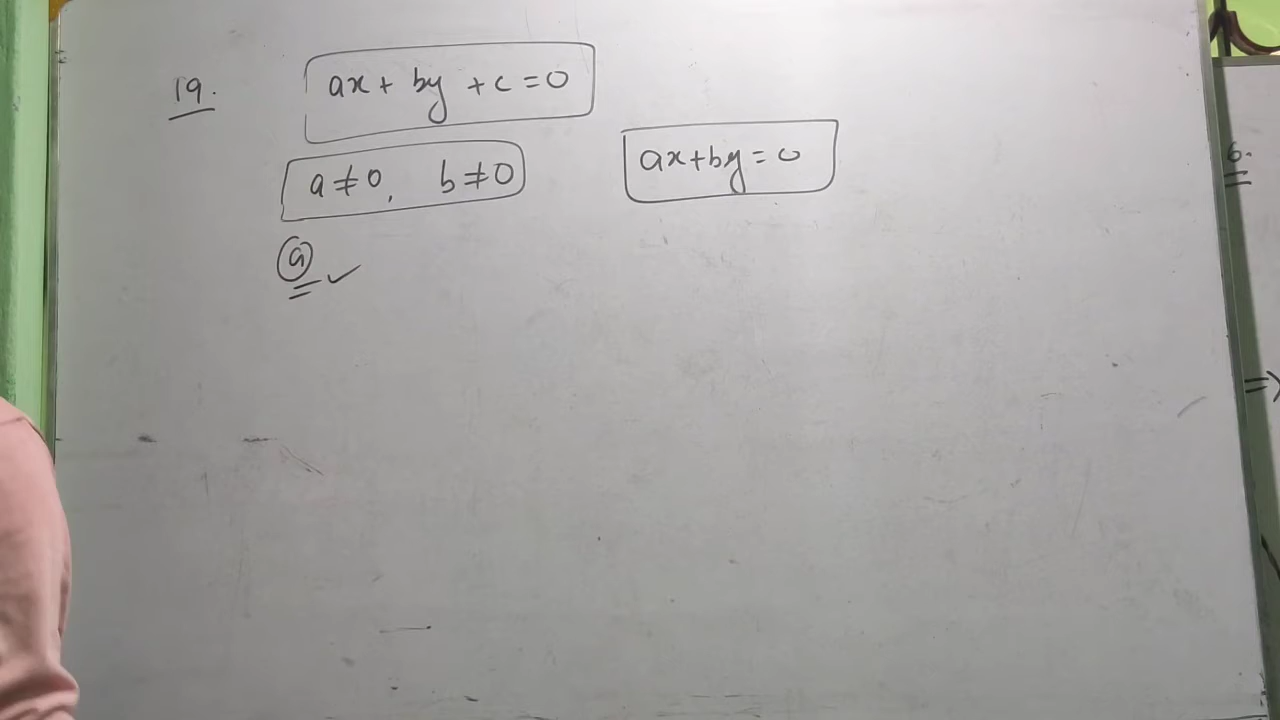 19. ax + by + c = 0
a ≠ 0, b ≠ 0 ax+by = 0
a ✓
6.
⇒